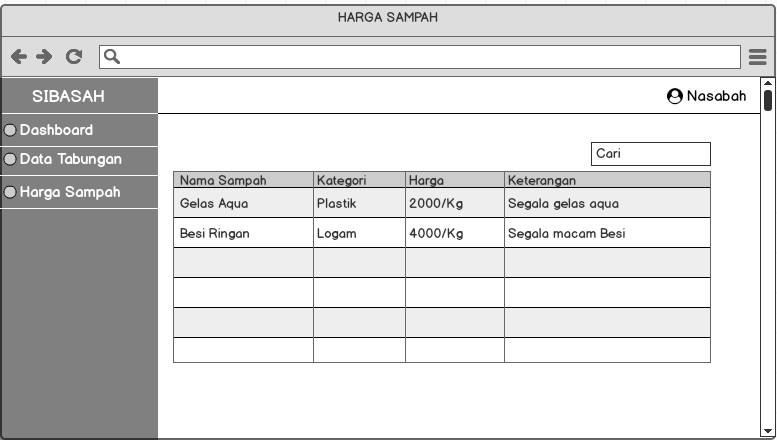 HARGA SAMPAH
SIBASAH
Nasabah
Dashboard
Data Tabungan
Harga Sampah
Cari
Nama Sampah Kategori Harga Keterangan
Gelas Aqua Plastik 2000/Kg Segala gelas aqua
Besi Ringan Logam 4000/Kg Segala macam Besi